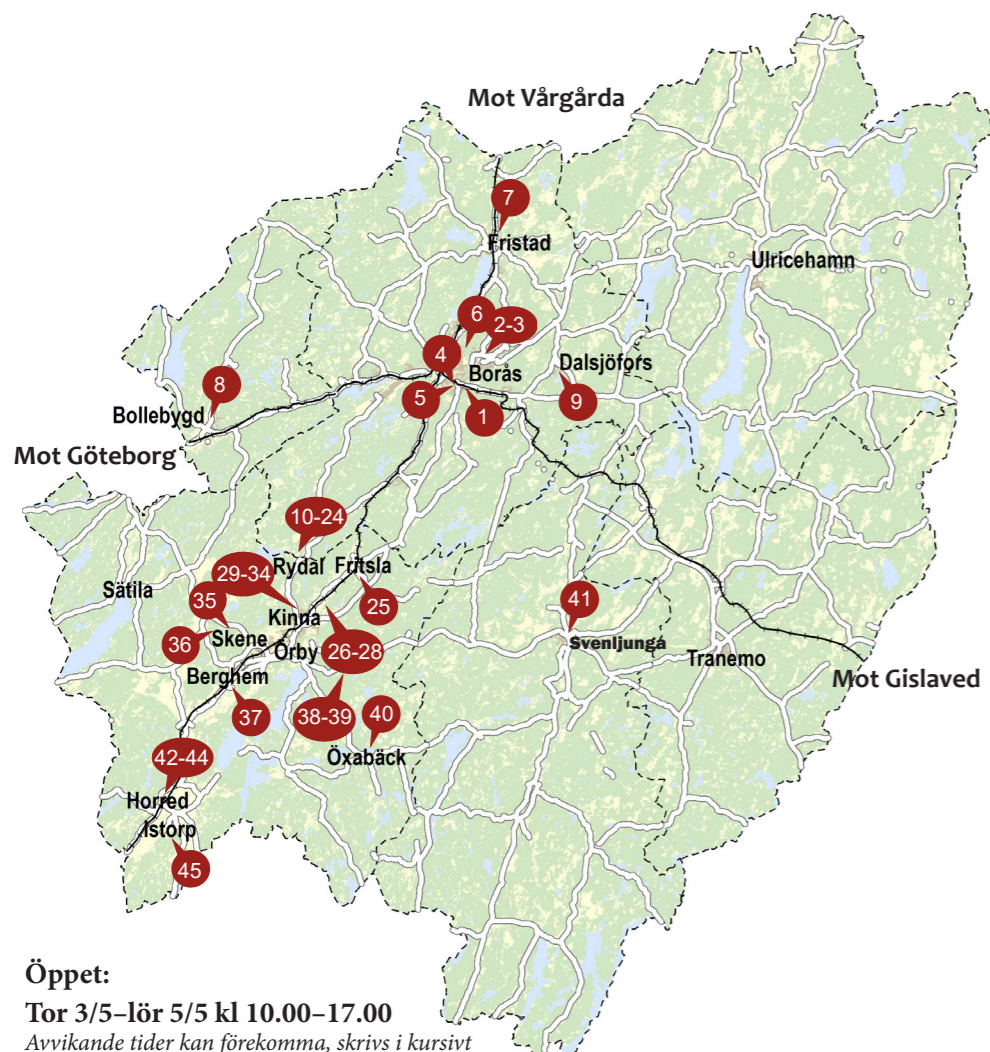 Mot Vårgårda
7
Fristad
Ulricehamn
6
2-3
4
Borås
Dalsjöfors
8
5
1
9
Bollebygd
Mot Göteborg
10-24
29-34
Rydal
Fritsla
Sätila
35
25
41
Kinna
36
Skene
Örby
26-28
Svenljunga
Tranemo
Berghem
Mot Gislaved
37
38-39
40
Öxabäck
42-44
Horred
Istorp
45
Öppet:
Tor 3/5–lör 5/5 kl 10.00–17.00
Avvikande tider kan förekomma, skrivs i kursivt